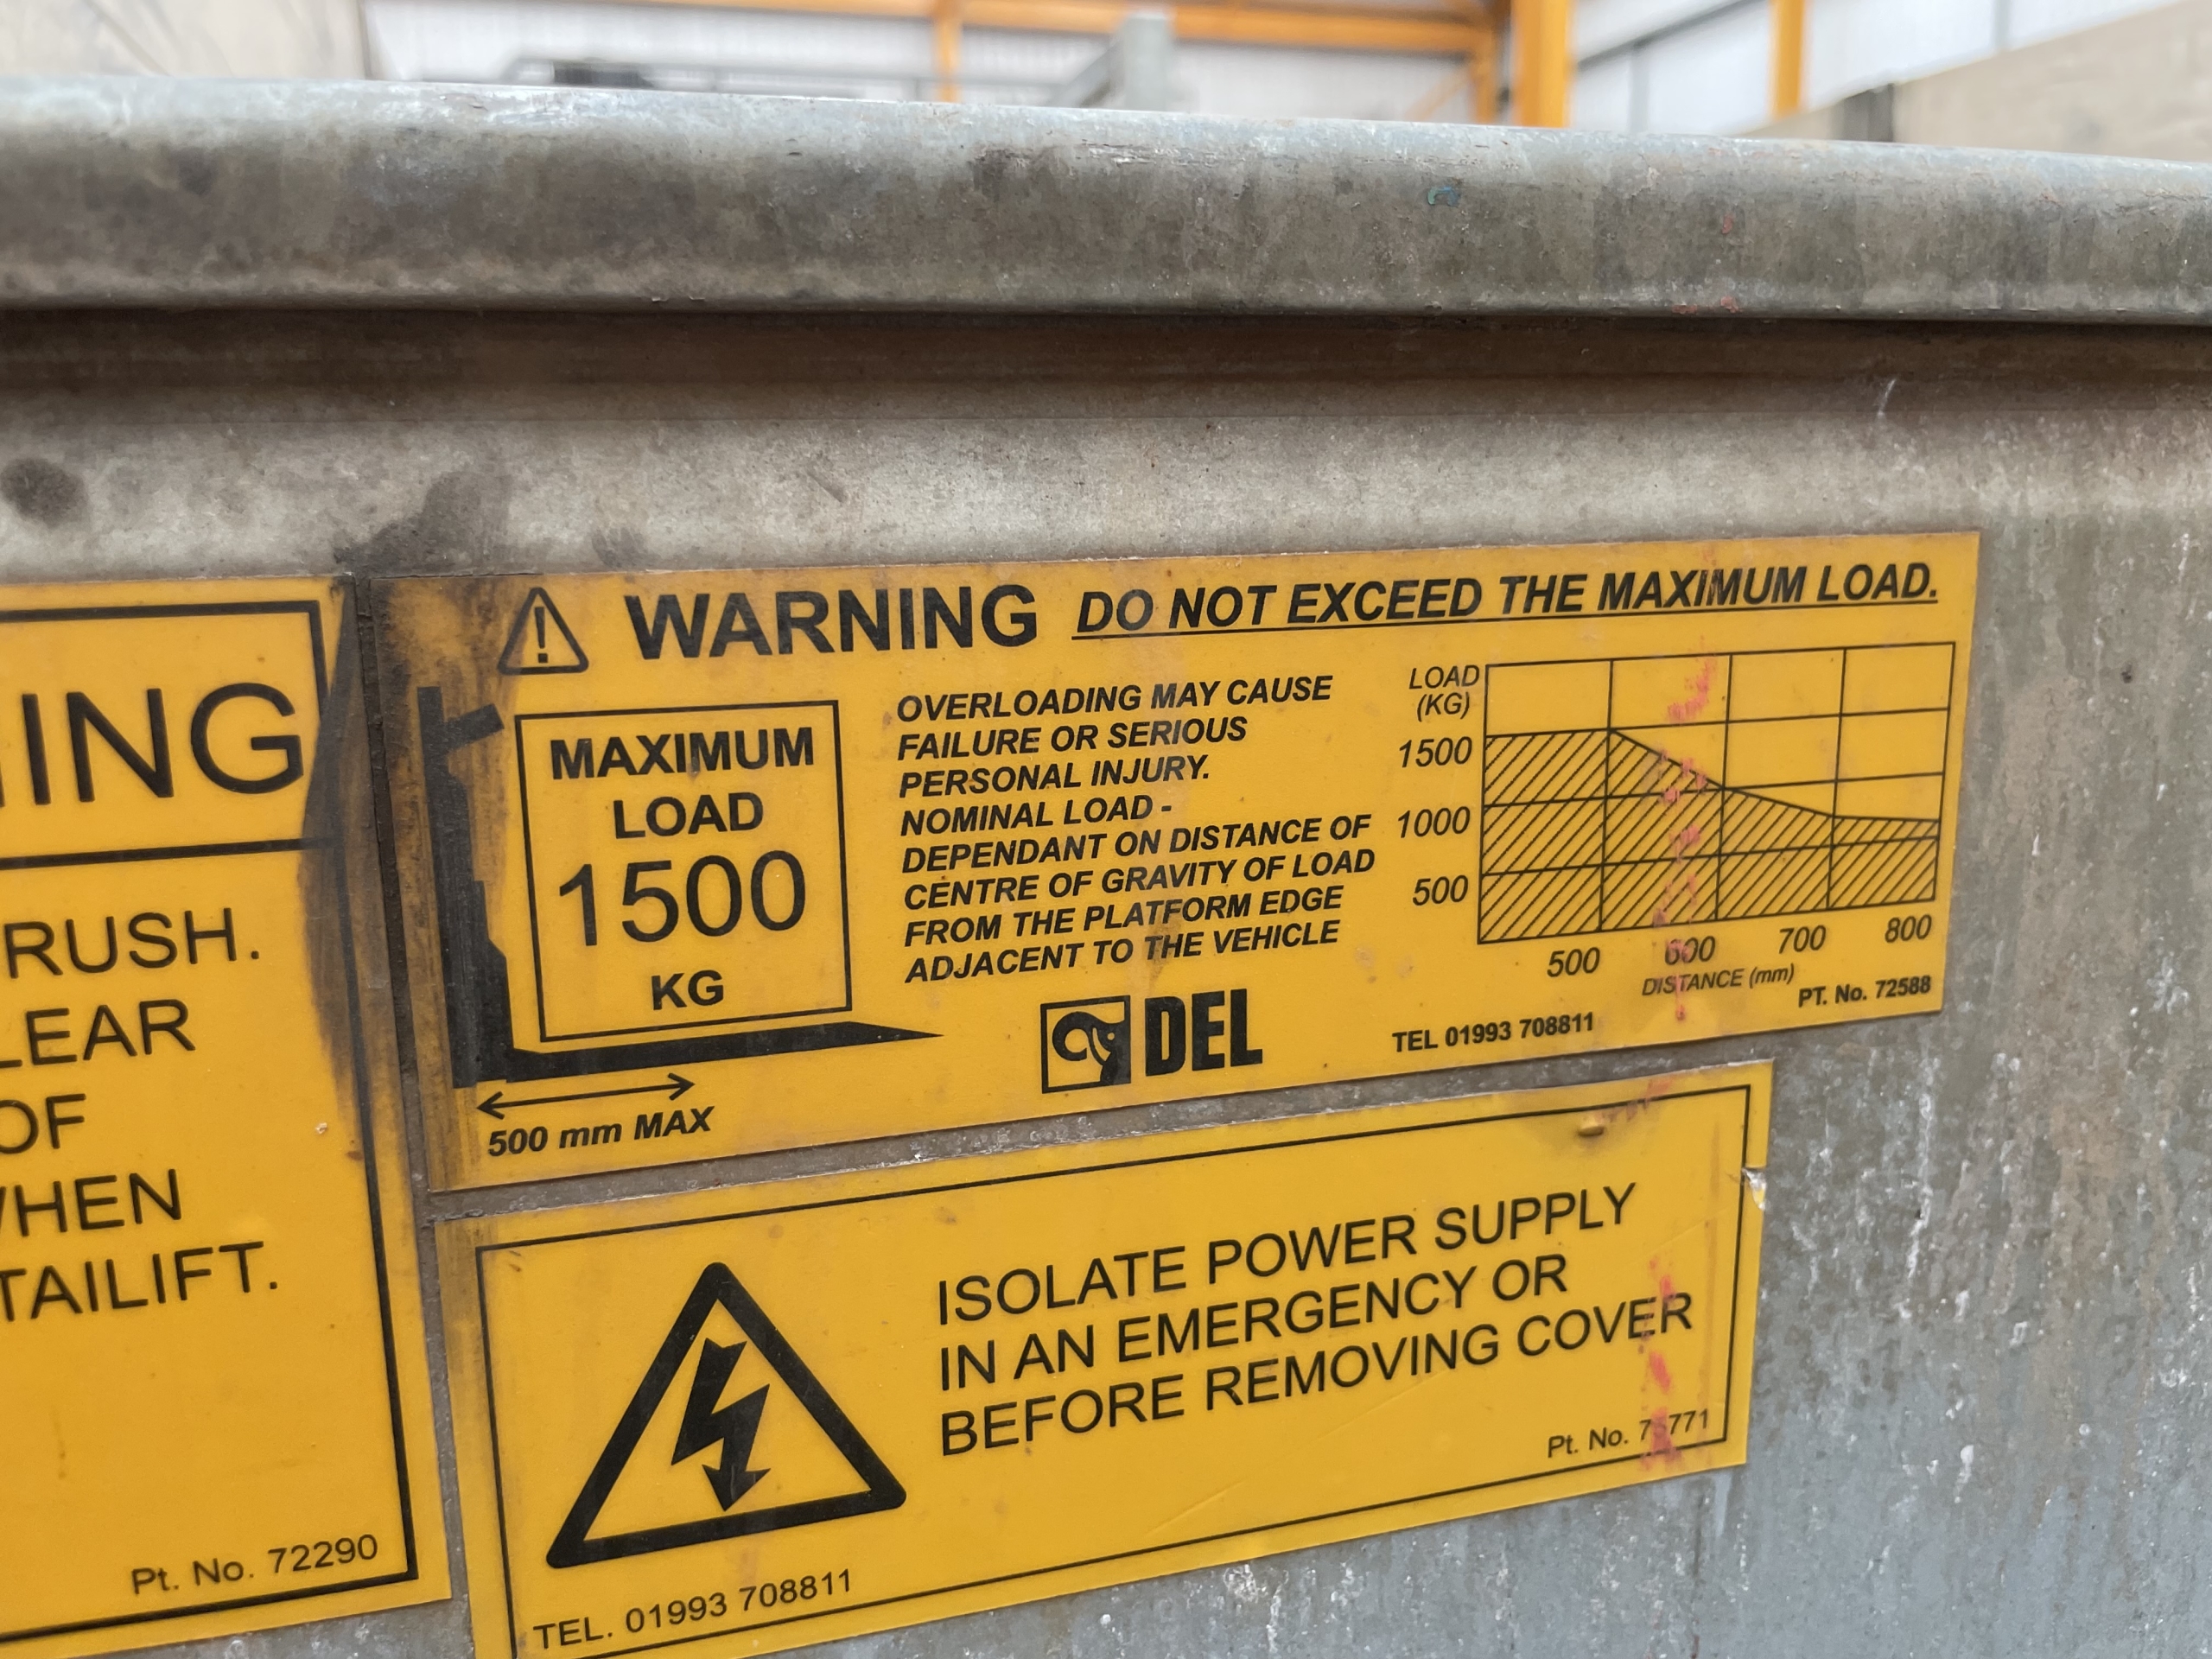 ING
RUSH.
LEAR
OF
WHEN
TAILIFT.
Pt. No. 72290
WARNING DO NOT EXCEED THE MAXIMUM LOAD.
MAXIMUM
LOAD
1500
KG
500 mm MAX
OVERLOADING MAY CAUSE
FAILURE OR SERIOUS
PERSONAL INJURY.
NOMINAL LOAD -
DEPENDANT ON DISTANCE OF
CENTRE OF GRAVITY OF LOAD
FROM THE PLATFORM EDGE
ADJACENT TO THE VEHICLE
DEL
LOAD
(KG)
1500
1000
500
500 600 700 800
DISTANCE (mm)
PT. No. 72588
TEL 01993 708811
ISOLATE POWER SUPPLY
IN AN EMERGENCY OR
BEFORE REMOVING COVER
Pt. No.
TEL. 01993 708811